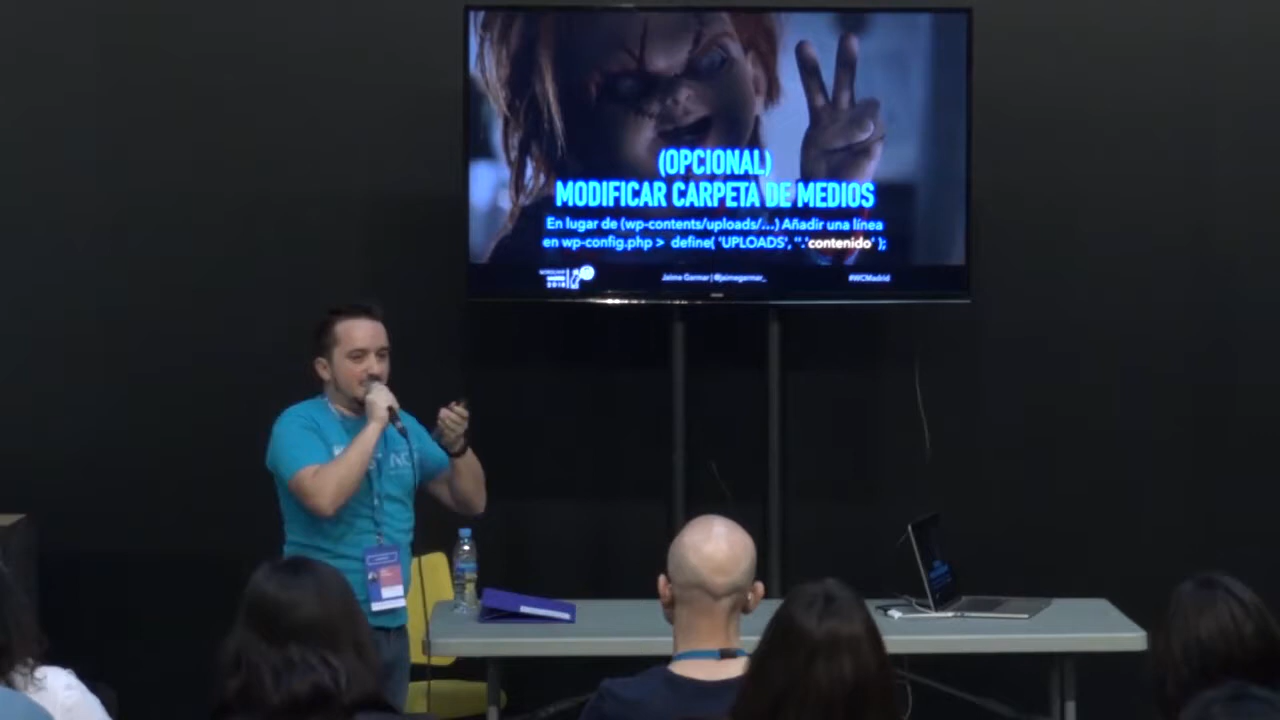 (OPCIONAL)
MODIFICAR CARPETA DE MEDIOS
En lugar de (wp-contents/uploads/...) Añadir una línea
en wp-config.php > define( 'UPLOADS', ''.'contenido' );
Jaime Garmar | @jaimegarmar_
#WCMadrid
2018